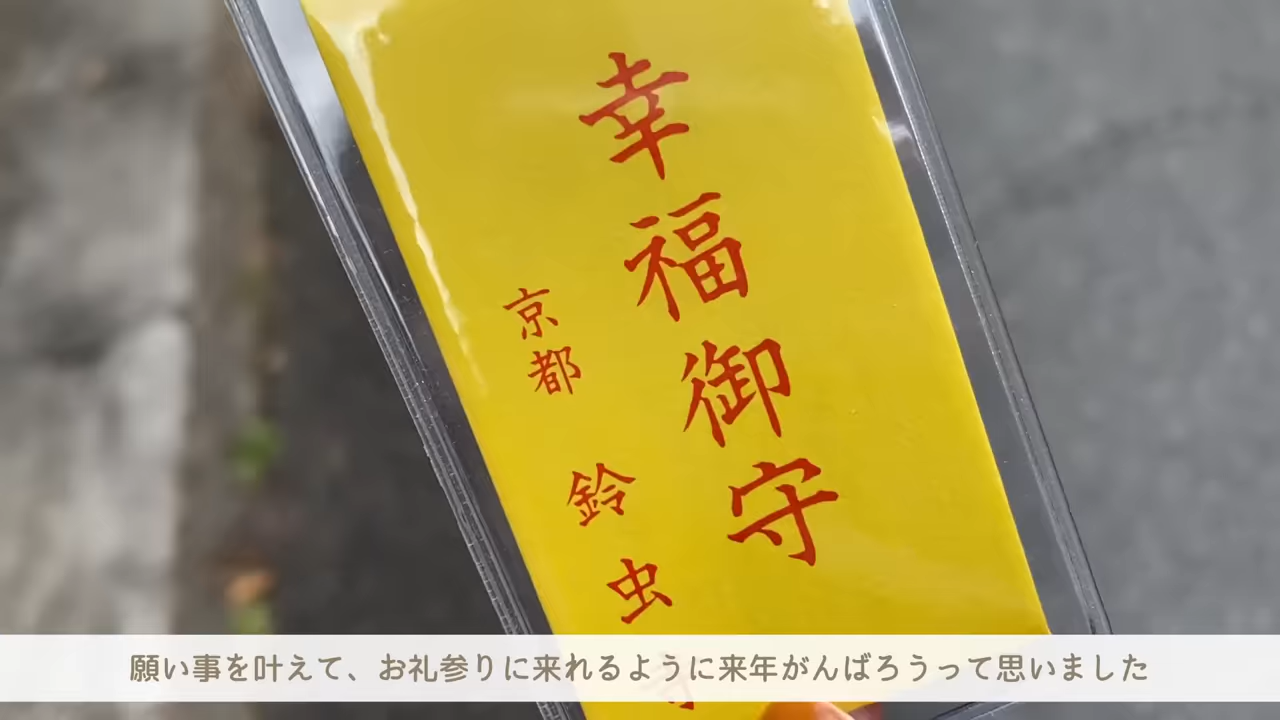 幸福御守
京都 鈴虫寺
願い事を叶えて、お礼参りに来れるように来年がんばろうって思いました